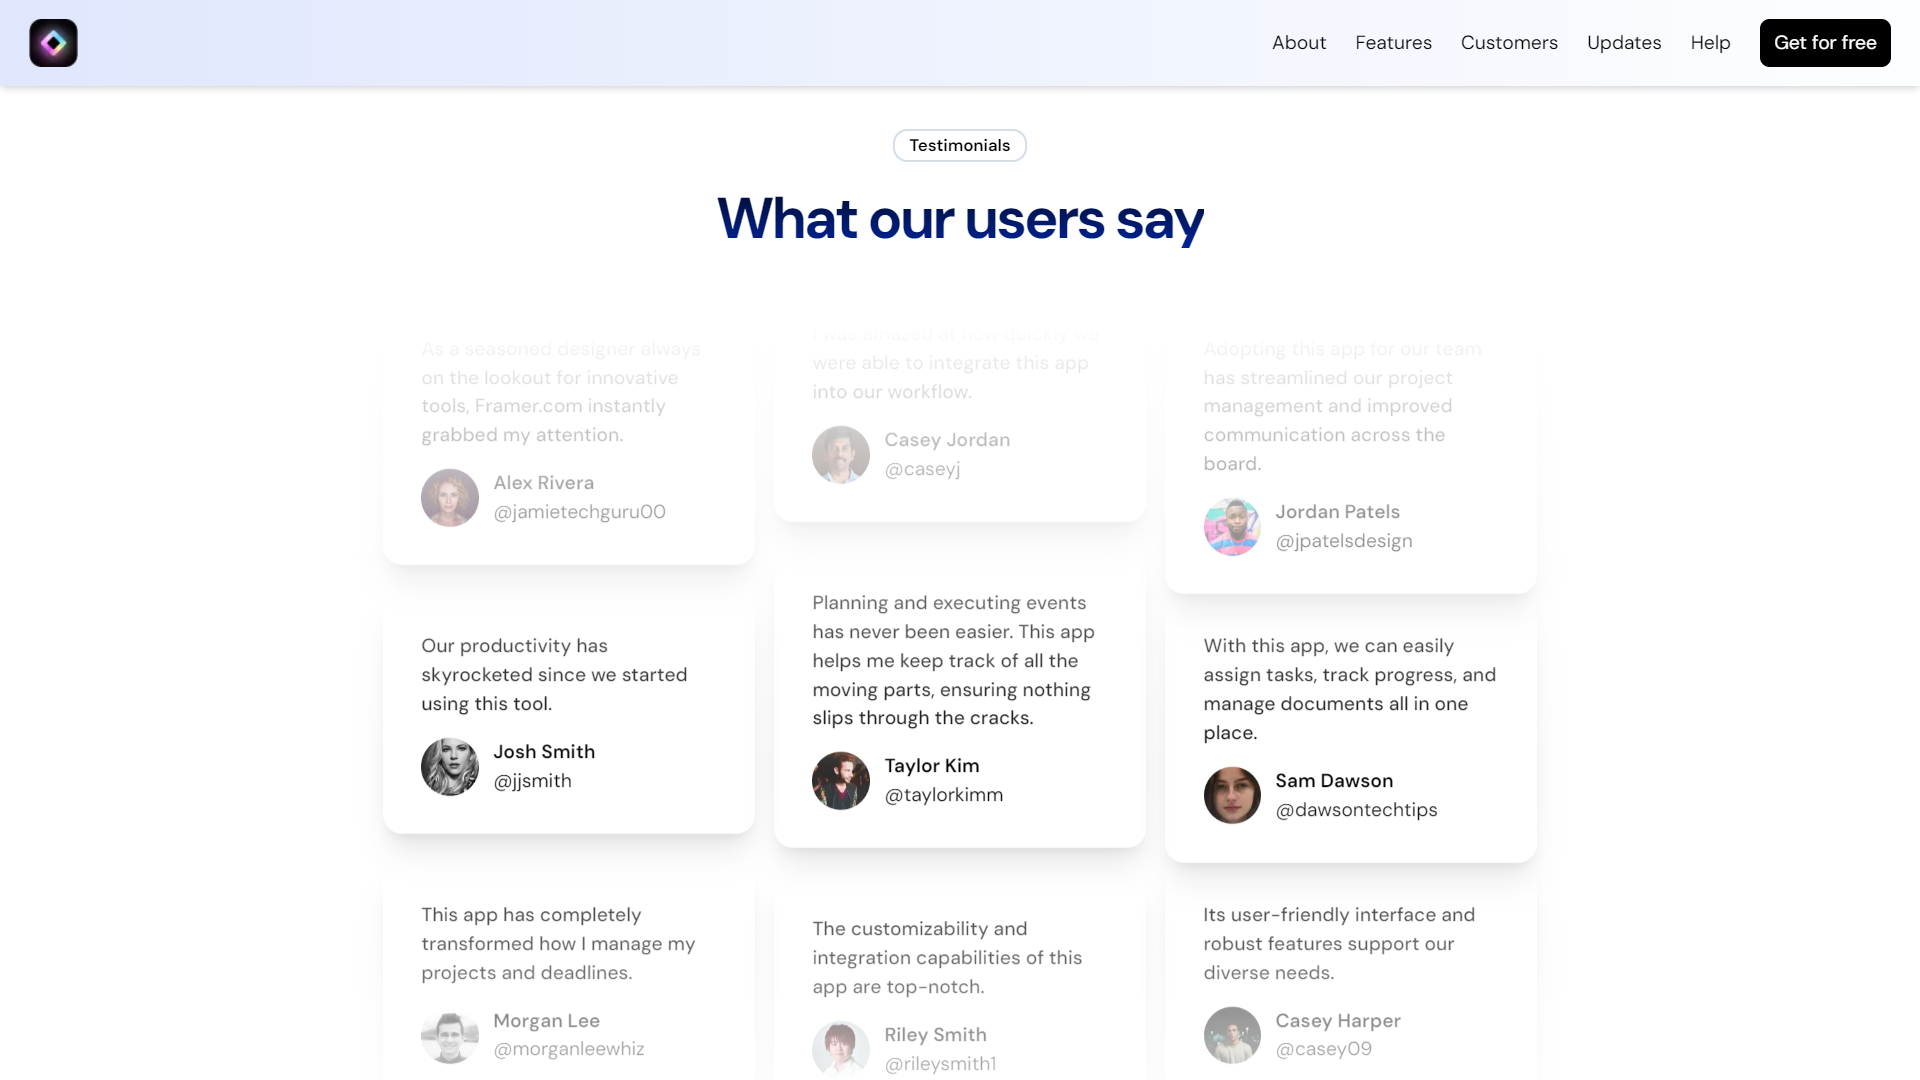 About
Features
Customers
Updates
Help
Get for free
Testimonials
What our users say
As a seasoned designer always
on the lookout for innovative
tools, Framer.com instantly
grabbed my attention.
Alex Rivera
@jamietechguru00
Our productivity has
skyrocketed since we started
using this tool.
Josh Smith
@jjsmith
This app has completely
transformed how I manage my
projects and deadlines.
Morgan Lee
@morganleewhiz
I was amazed at how quickly we
were able to integrate this app
into our workflow.
Casey Jordan
@caseyj
Planning and executing events
has never been easier. This app
helps me keep track of all the
moving parts, ensuring nothing
slips through the cracks.
Taylor Kim
@taylorkimm
The customizability and
integration capabilities of this
app are top-notch.
Riley Smith
@rileysmith1
Adopting this app for our team
has streamlined our project
management and improved
communication across the
board.
Jordan Patels
@jpatelsdesign
With this app, we can easily
assign tasks, track progress, and
manage documents all in one
place.
Sam Dawson
@dawsontechtips
Its user-friendly interface and
robust features support our
diverse needs.
Casey Harper
@casey09